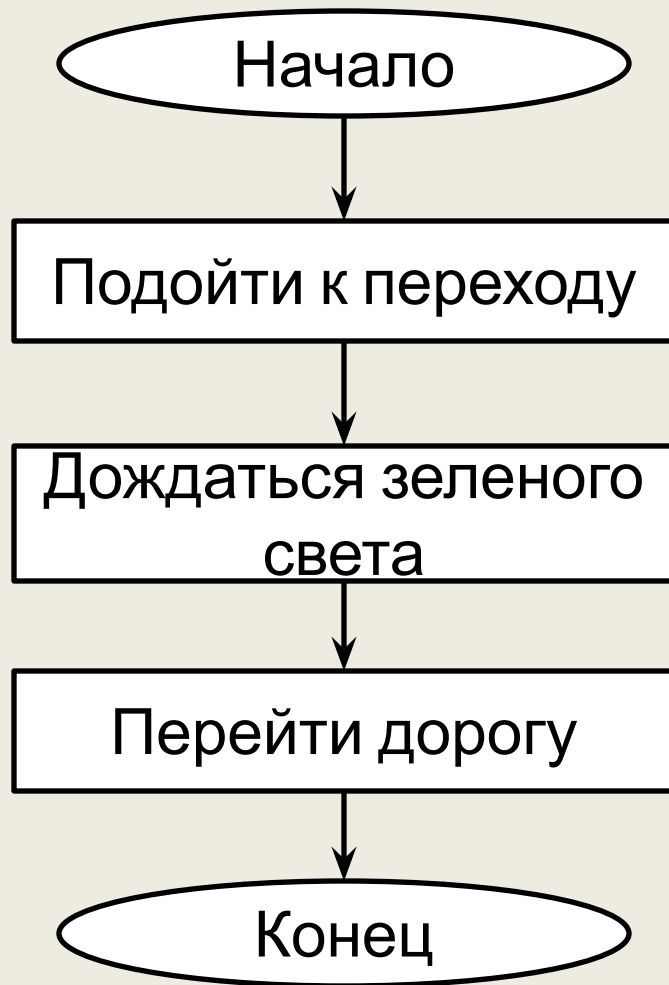 Начало
Подойти к переходу
Дождаться зеленого
света
Перейти дорогу
Конец